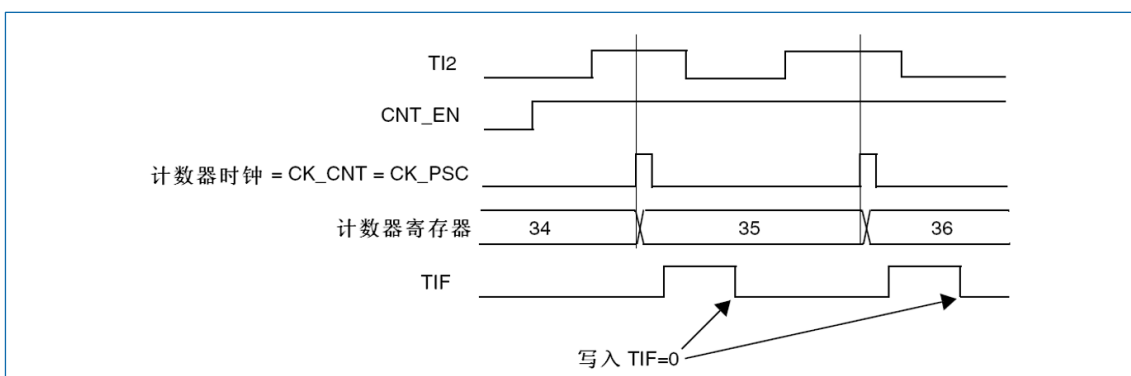 TI2
CNT_EN
计数器时钟 = CK_CNT = CK_PSC
计数器寄存器 34 35 36
TIF
写入 TIF=0